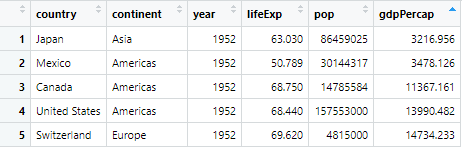 country continent year lifeExp pop gdpPercap
1 Japan Asia 1952 63.030 86459025 3216.956
2 Mexico Americas 1952 50.789 30144317 3478.126
3 Canada Americas 1952 68.750 14785584 11367.161
4 United States Americas 1952 68.440 157553000 13990.482
5 Switzerland Europe 1952 69.620 4815000 14734.233